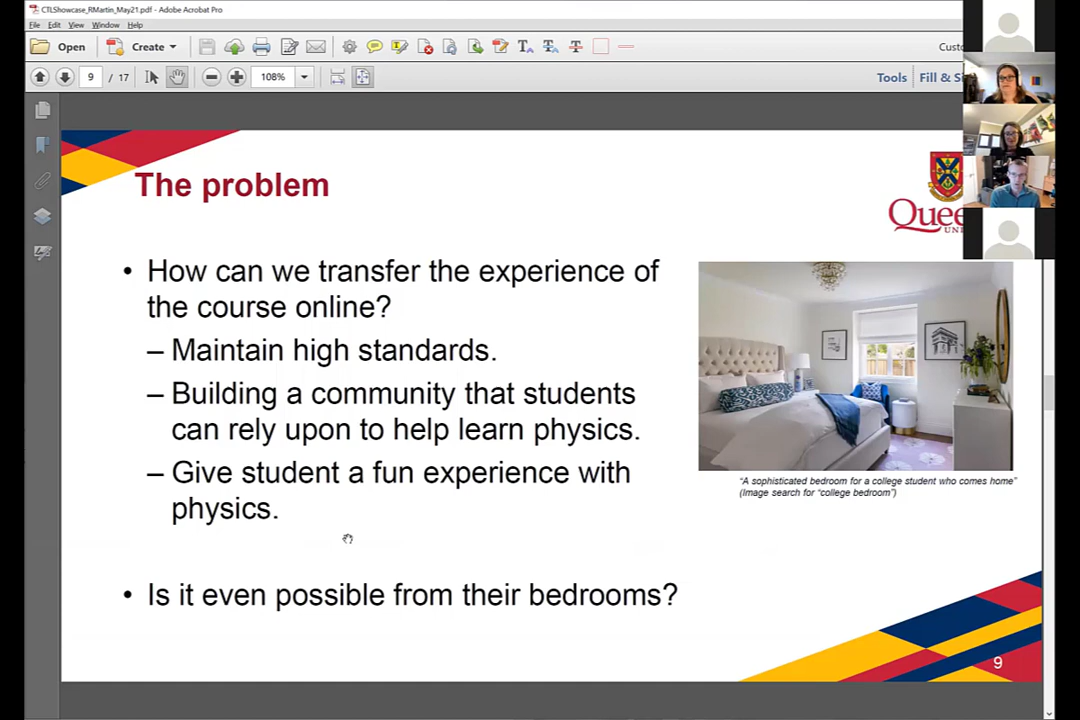 CTLShowcase_RMartin_May21.pdf - Adobe Acrobat Pro
File Edit View Window Help
Open Create
9 / 17 108% Tools Fill &
The problem
• How can we transfer the experience of
the course online?
– Maintain high standards.
– Building a community that students
can rely upon to help learn physics.
– Give student a fun experience with
physics.
"A sophisticated bedroom for a college student who comes home"
(Image search for "college bedroom")
• Is it even possible from their bedrooms?
9